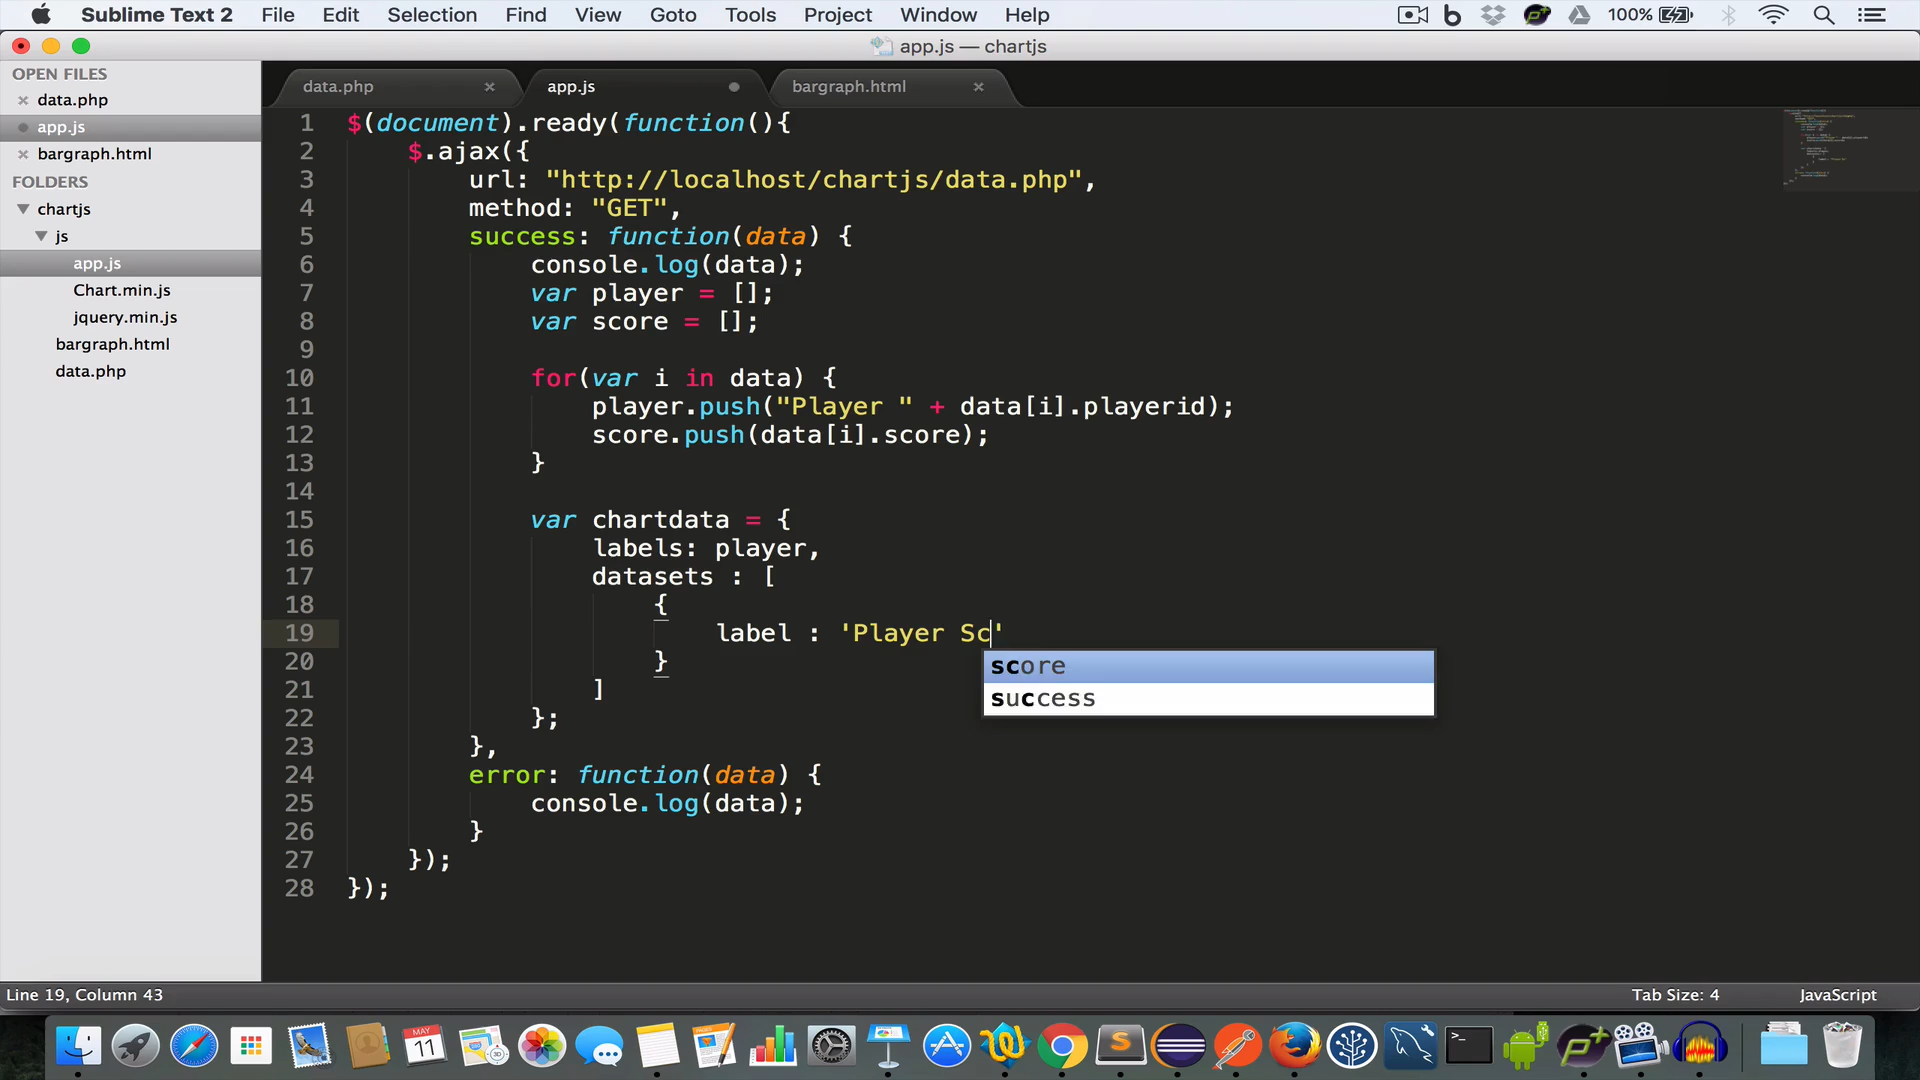 Sublime Text 2 File Edit Selection Find View Goto Tools Project Window Help 100%
app.js — chartjs
OPEN FILES
data.php
app.js
bargraph.html
FOLDERS
chartjs
js
app.js
Chart.min.js
jquery.min.js
bargraph.html
data.php
data.php app.js bargraph.html
1 $(document).ready(function(){
2 $.ajax({
3 url: "http://localhost/chartjs/data.php",
4 method: "GET",
5 success: function(data) {
6 console.log(data);
7 var player = [];
8 var score = [];
9
10 for(var i in data) {
11 player.push("Player " + data[i].playerid);
12 score.push(data[i].score);
13 }
14
15 var chartdata = {
16 labels: player,
17 datasets : [
18 {
19 label : 'Player Sc'
20 }
21 ]
22 };
23 },
24 error: function(data) {
25 console.log(data);
26 }
27 });
28 });
score
success
Line 19, Column 43 Tab Size: 4 JavaScript
MAY
11